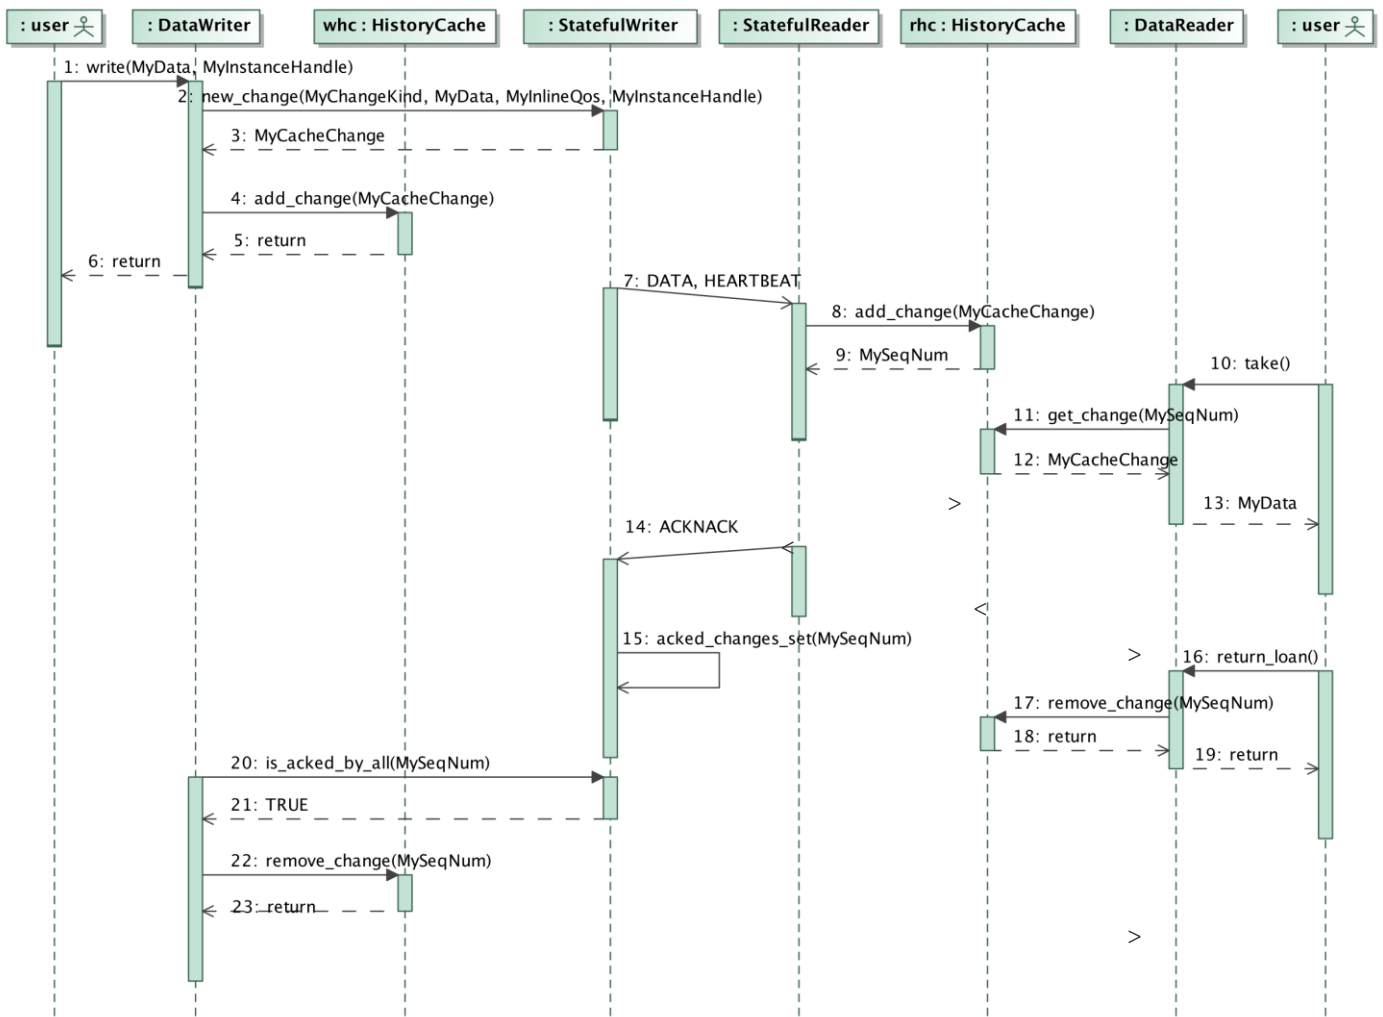 : user
: DataWriter
whc : HistoryCache
: StatefulWriter
: StatefulReader
rhc : HistoryCache
: DataReader
: user
1: write(MyData, MyInstanceHandle)
2: new_change(MyChangeKind, MyData, MyInlineQos, MyInstanceHandle)
3: MyCacheChange
4: add_change(MyCacheChange)
5: return
6: return
7: DATA, HEARTBEAT
8: add_change(MyCacheChange)
9: MySeqNum
10: take()
11: get_change(MySeqNum)
12: MyCacheChange
>
13: MyData
14: ACKNACK
<
<
15: acked_changes_set(MySeqNum)
>
16: return_loan()
17: remove_change(MySeqNum)
18: return
19: return
20: is_acked_by_all(MySeqNum)
21: TRUE
22: remove_change(MySeqNum)
23: return
>